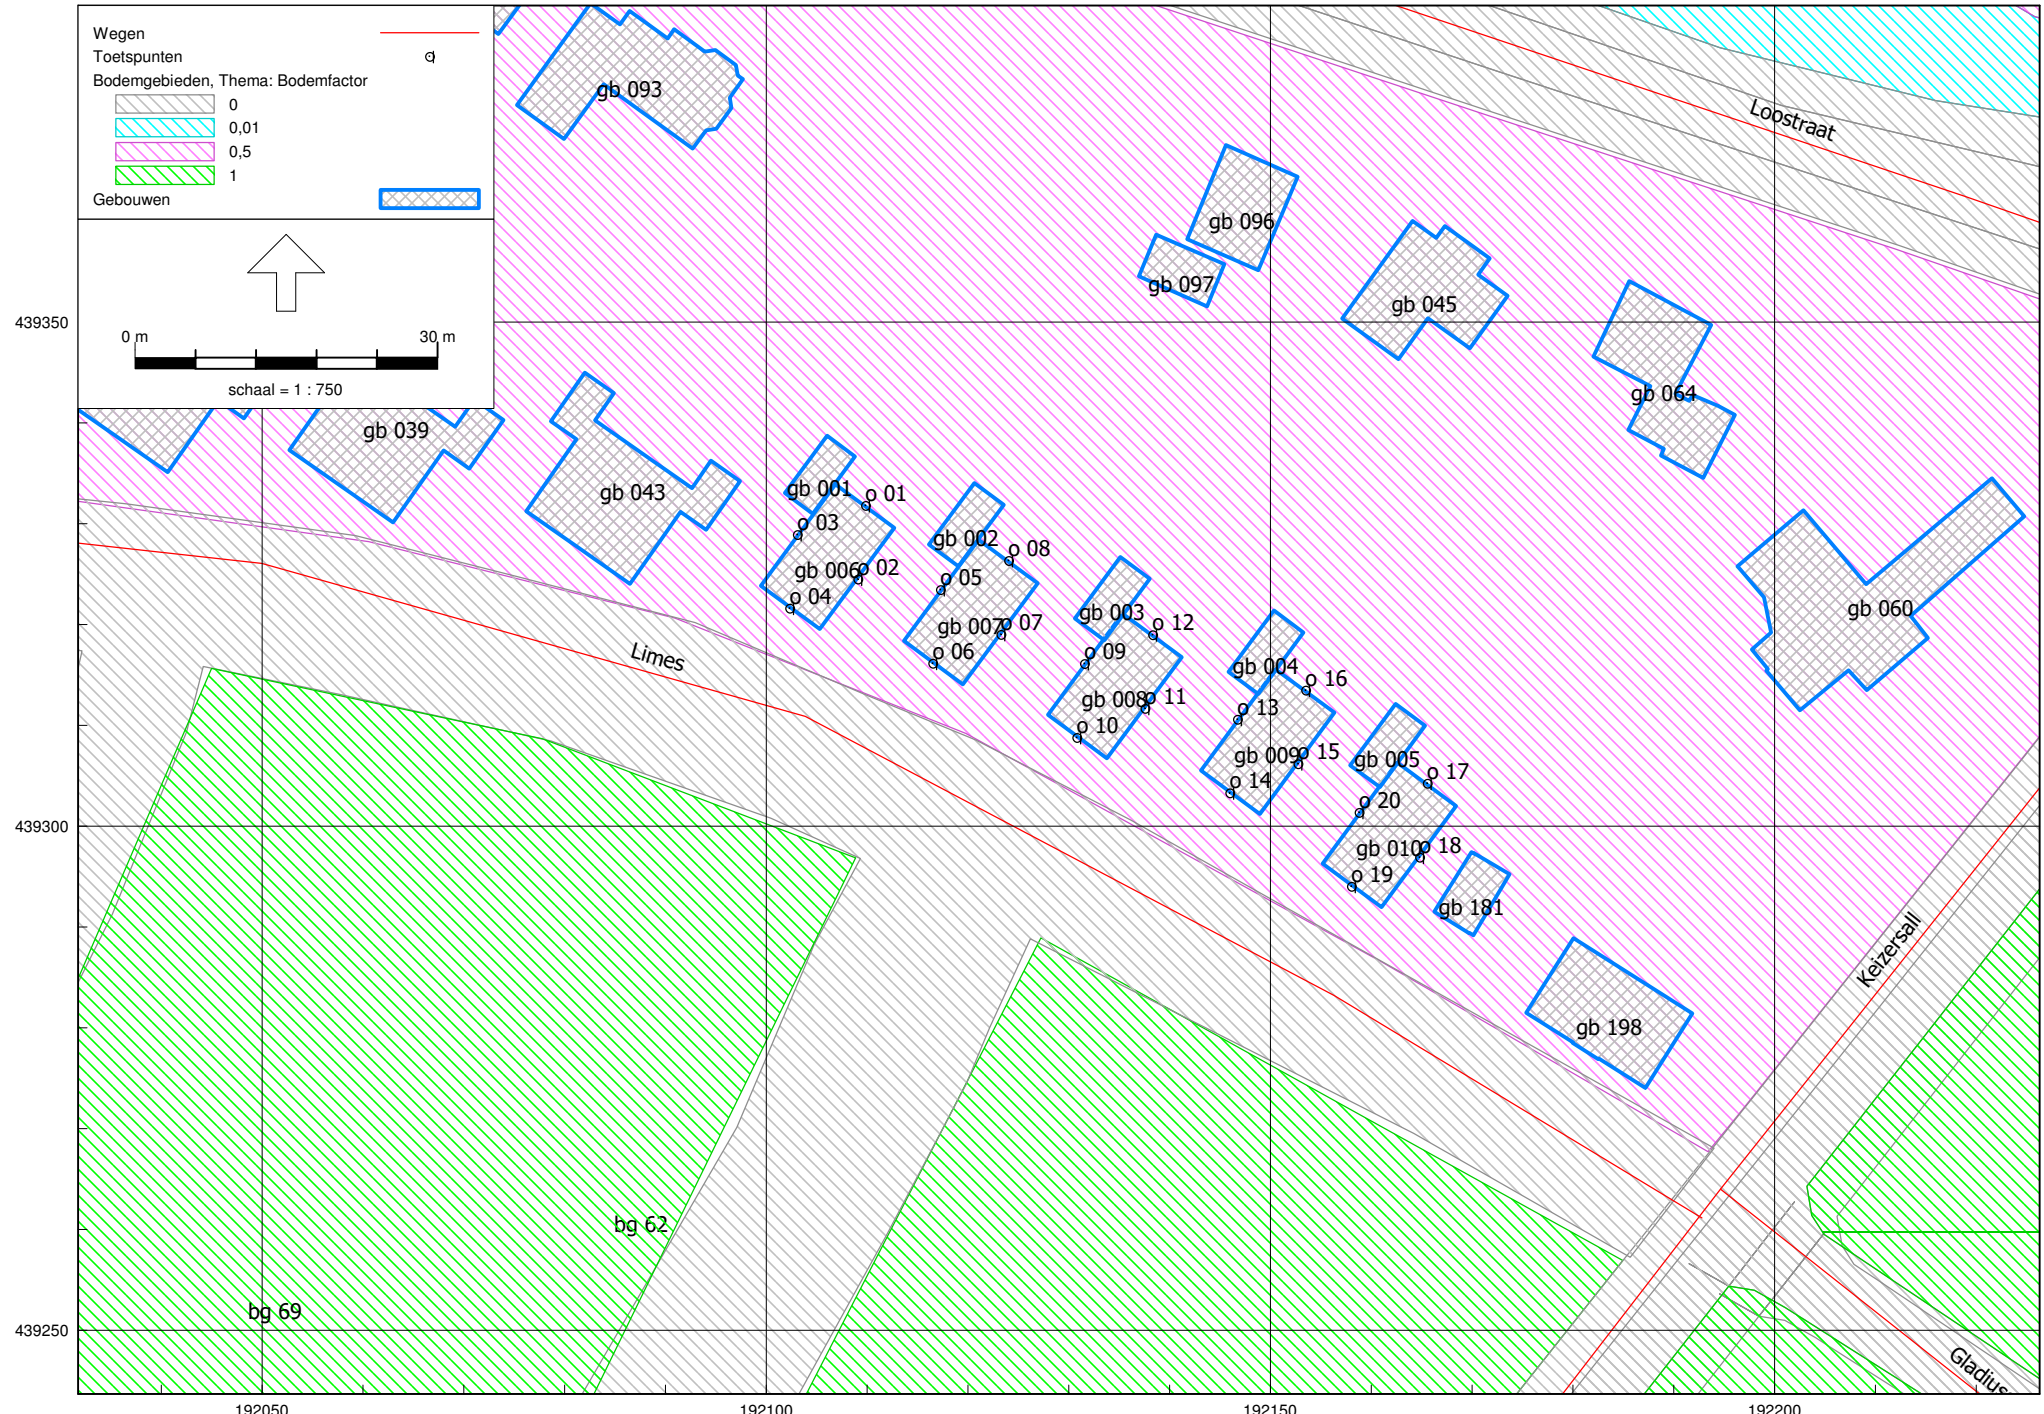 Wegen
Toetspunten
Bodemgebieden, Thema: Bodemfactor
0
0,01
0,5
1
Gebouwen
0 m 30 m
schaal = 1 : 750
gb 093
Loostraat
gb 096
gb 097
gb 045
439350
gb 064
gb 039
gb 043
gb 001
o 01
o 03
gb 002
o 08
gb 006
o 02
o 05
o 04
gb 003
gb 060
gb 007
o 07
o 12
o 06
o 09
Limes
gb 004
o 16
gb 008
o 11
o 13
o 10
gb 009
o 15
gb 005
o 17
o 14
o 20
439300
gb 010
o 18
o 19
gb 181
Keizersall
gb 198
bg 62
bg 69
439250
Gladius
192050
192100
192150
192200